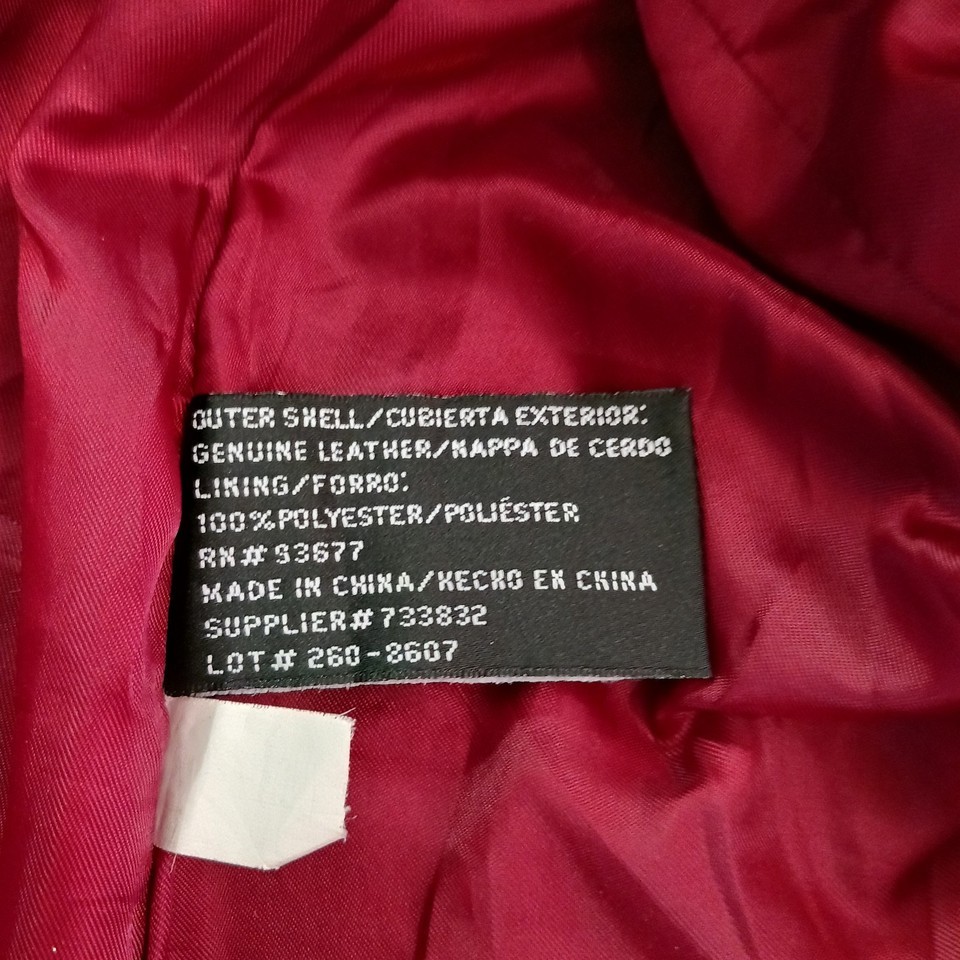 OUTER SHELL/CUBIERTA EXTERIOR:
GENUINE LEATHER/NAPPA DE CERDO
LINING/FORRO:
100%POLYESTER/POLIÉSTER
RN# 93677
MADE IN CHINA/HECHO EN CHINA
SUPPLIER# 733832
LOT# 260-8607